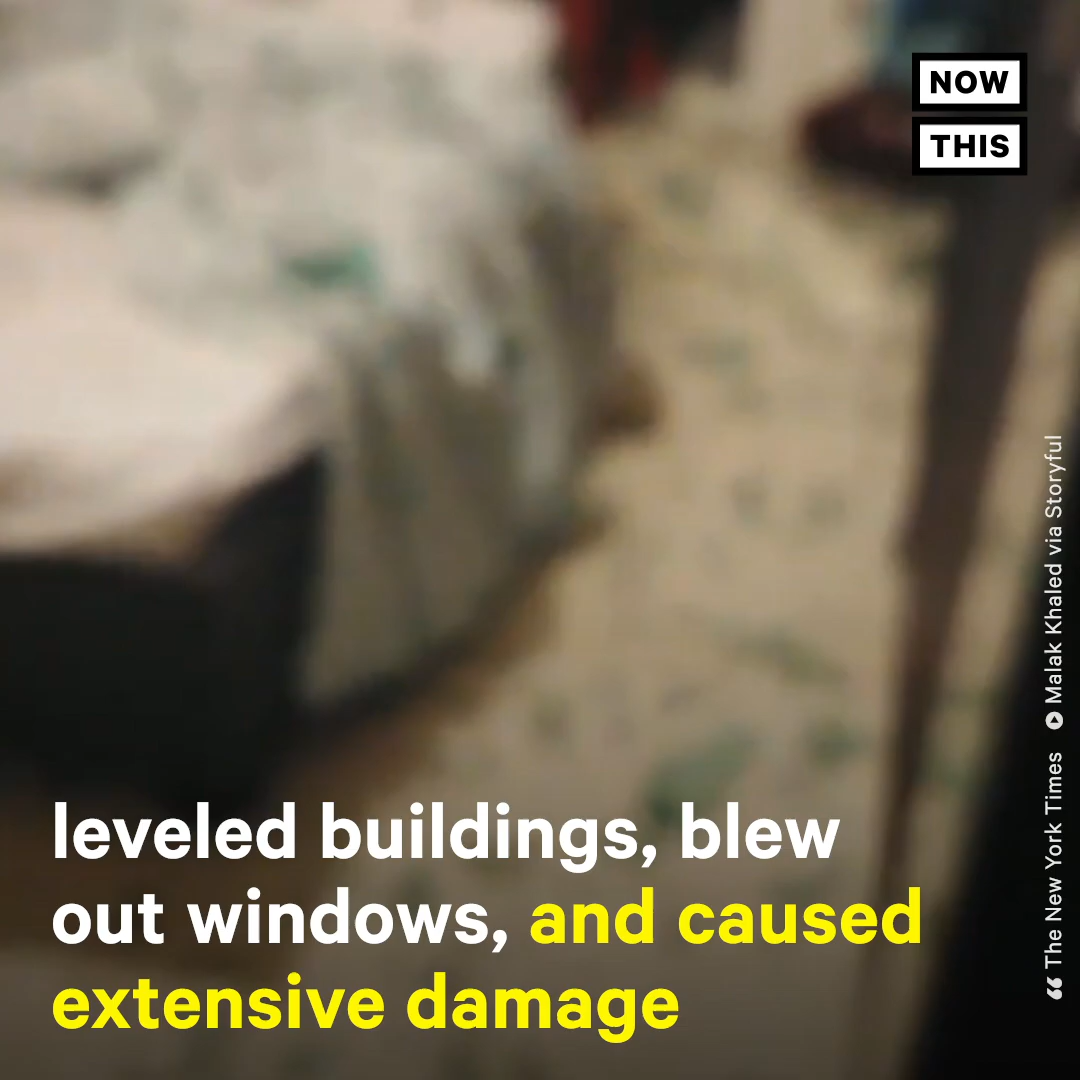 NOW
THIS
leveled buildings, blew
out windows, and caused
extensive damage
❝ The New York Times ▶ Malak Khaled via Storyful